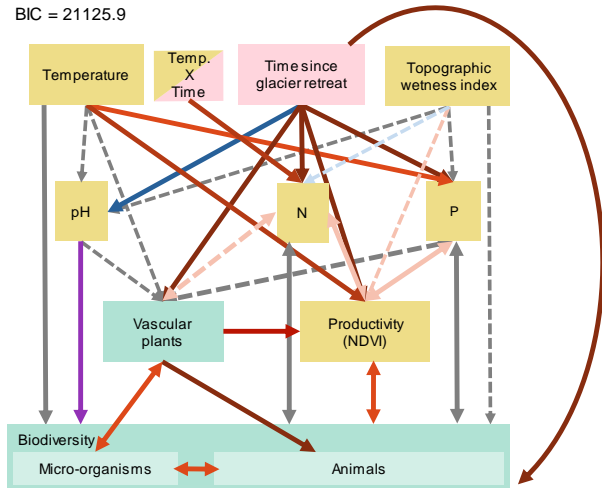 BIC = 21125.9
Temperature
Temp.
X
Time
Time since
glacier retreat
Topographic
wetness index
pH
N
P
Vascular
plants
Productivity
(NDVI)
Biodiversity
Micro-organisms
Animals